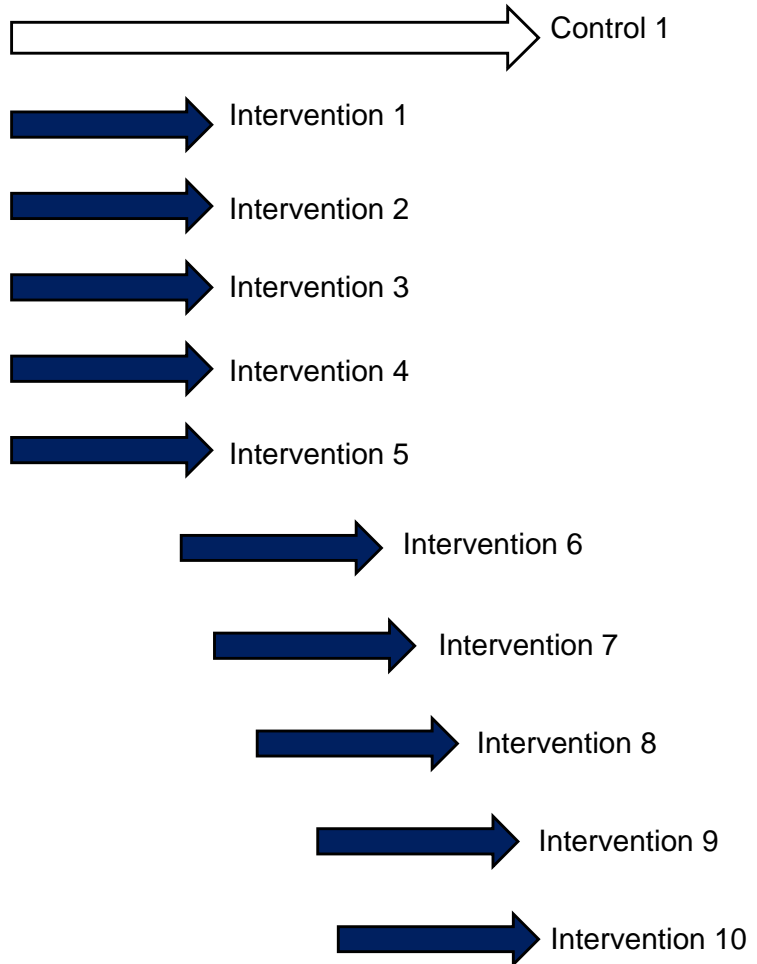 Control 1
Intervention 1
Intervention 2
Intervention 3
Intervention 4
Intervention 5
Intervention 6
Intervention 7
Intervention 8
Intervention 9
Intervention 10